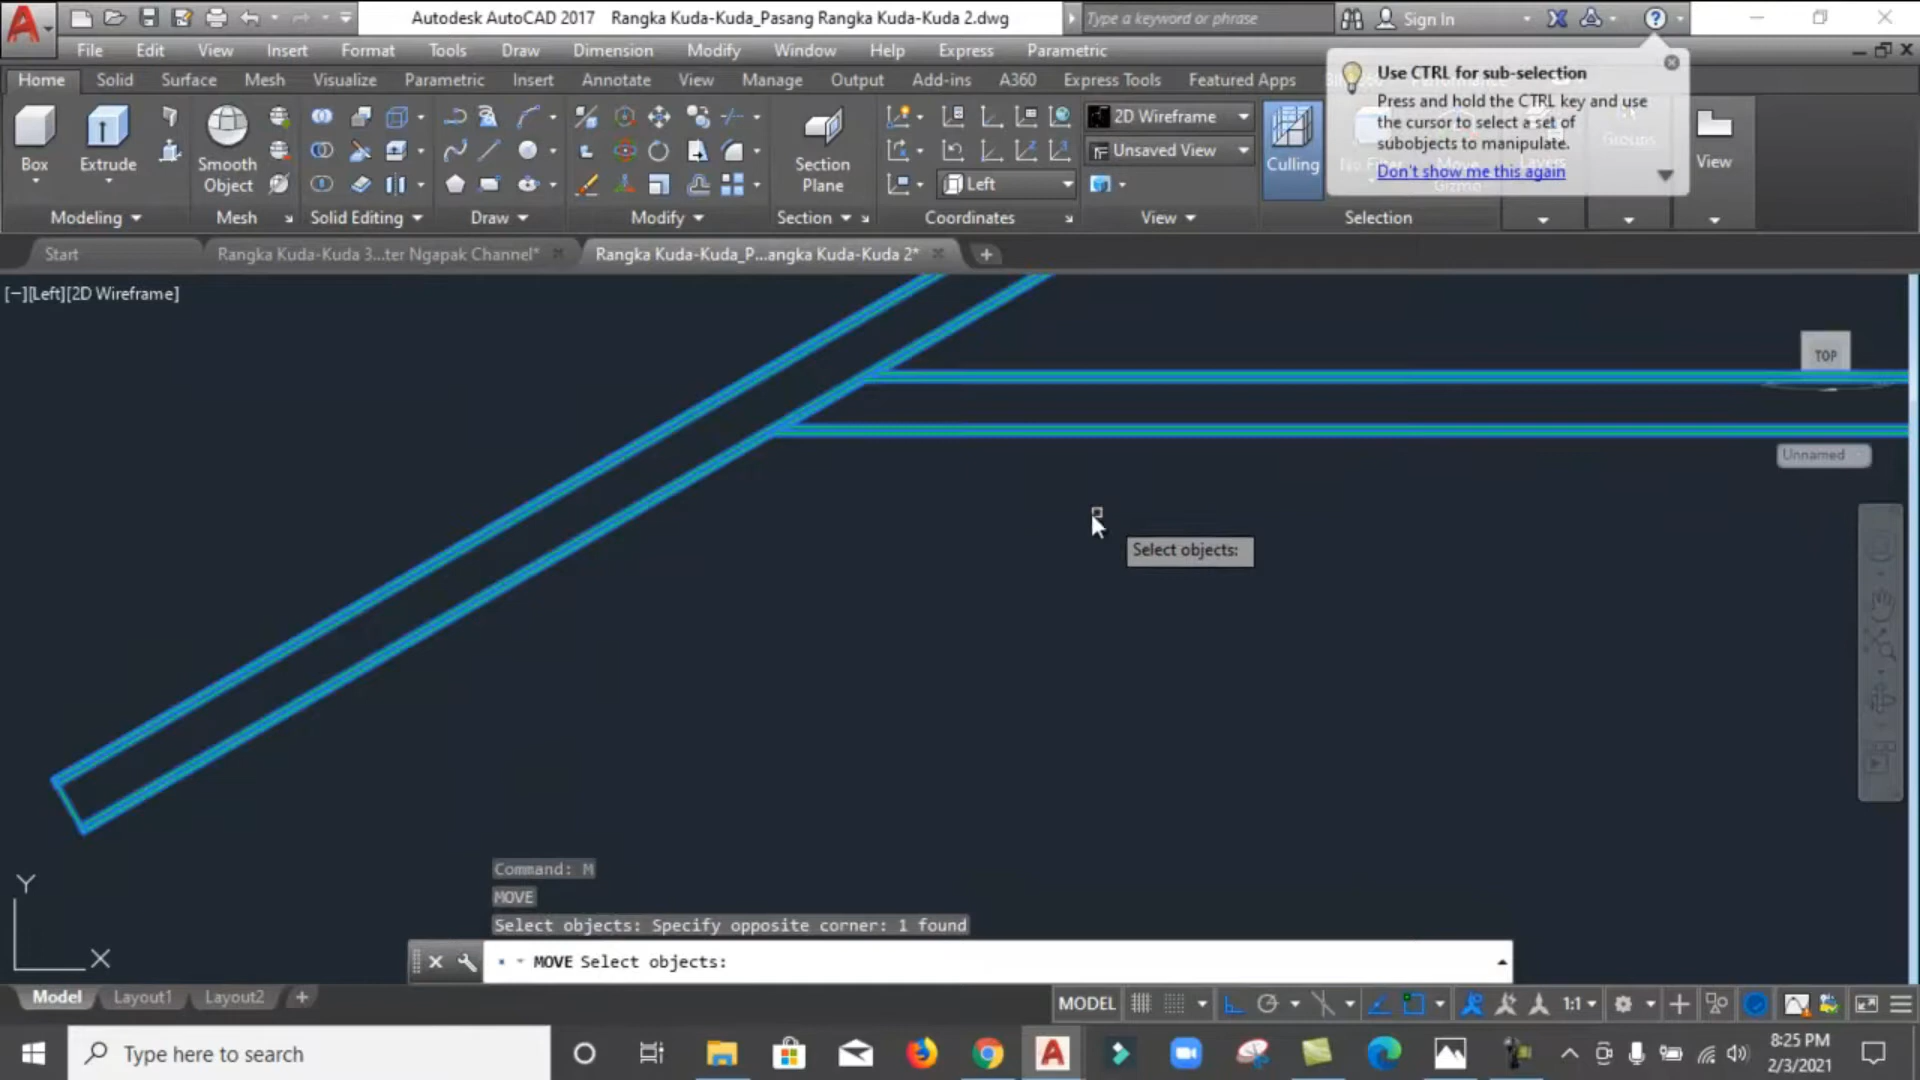 Autodesk AutoCAD 2017 Rangka Kuda-Kuda_Pasang Rangka Kuda-Kuda 2.dwg
Type a keyword or phrase
Sign In
File Edit View Insert Format Tools Draw Dimension Modify Window Help Express Parametric
Home Solid Surface Mesh Visualize Parametric Insert Annotate View Manage Output Add-ins A360 Express Tools Featured Apps
Use CTRL for sub-selection
Press and hold the CTRL key and use
the cursor to select a set of
subobjects to manipulate.
Don't show me this again
Box
Extrude
Smooth
Object
Section
Plane
2D Wireframe
Unsaved View
Left
Culling
No Filter
Move
Gizmo
Layers
Groups
View
Modeling Mesh Solid Editing Draw Modify Section Coordinates View Selection
Start
Rangka Kuda-Kuda 3...ter Ngapak Channel*
Rangka Kuda-Kuda_P...angka Kuda-Kuda 2*
[−][Left][2D Wireframe]
TOP
Unnamed
Select objects:
Y
X
Command: M
MOVE
Select objects: Specify opposite corner: 1 found
MOVE Select objects:
Model Layout1 Layout2
MODEL
1:1
Type here to search
8:25 PM
2/3/2021